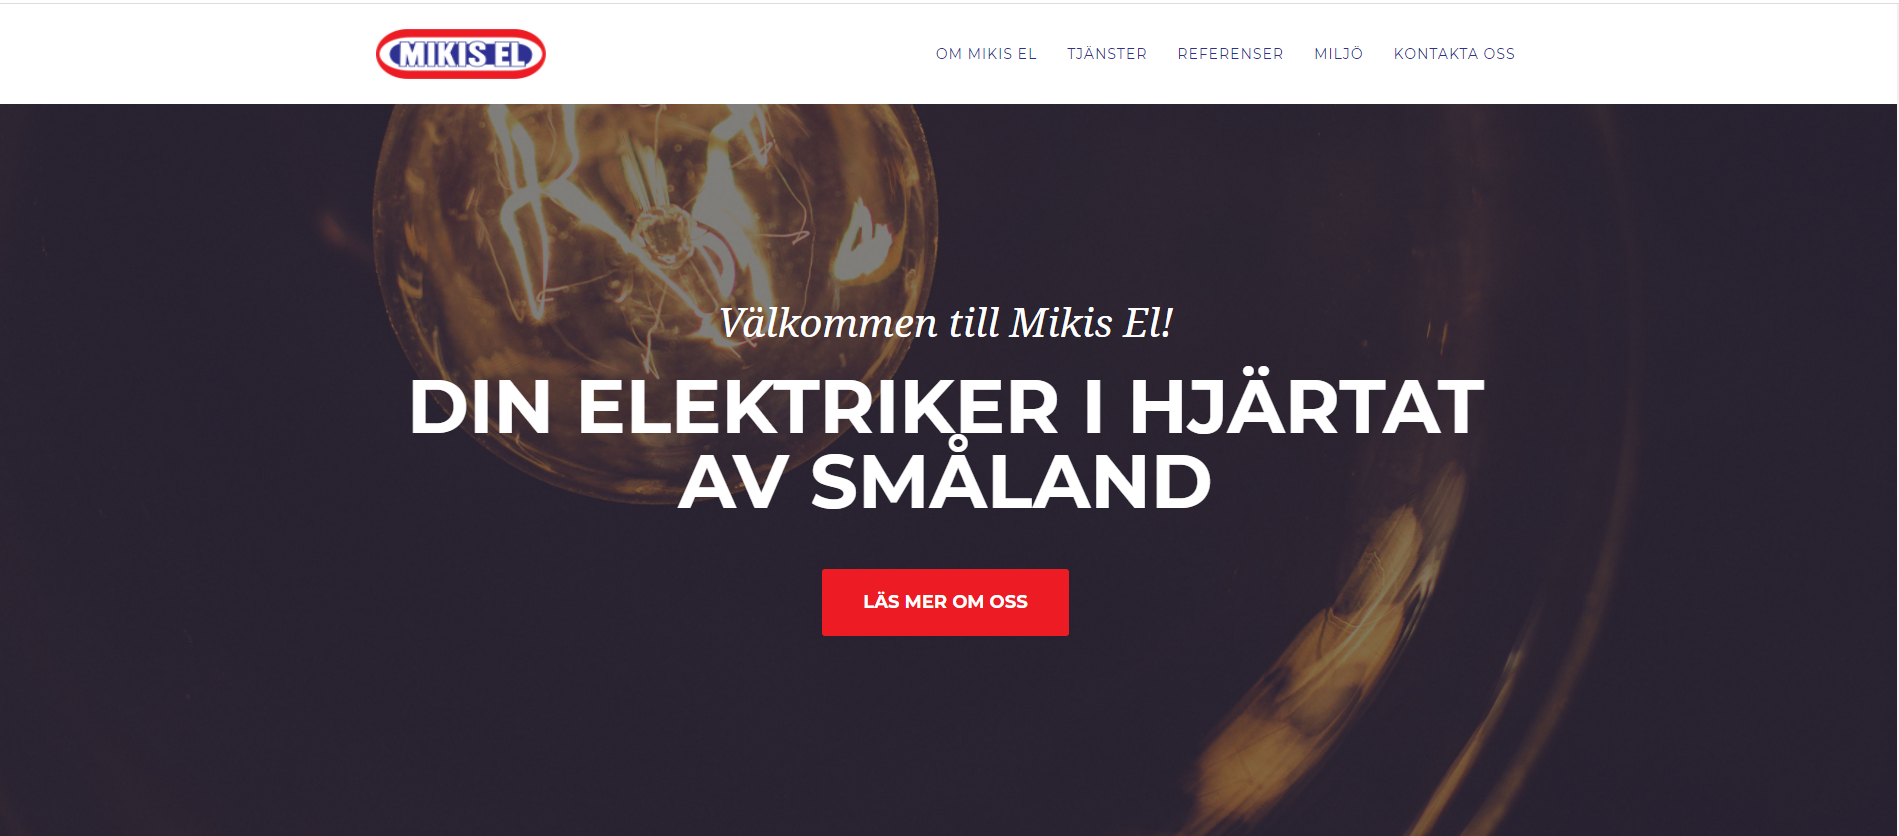 MIKIS EL
OM MIKIS EL TJÄNSTER REFERENSER MILJÖ KONTAKTA OSS
Välkommen till Mikis El!
DIN ELEKTRIKER I HJÄRTAT
AV SMÅLAND
LÄS MER OM OSS